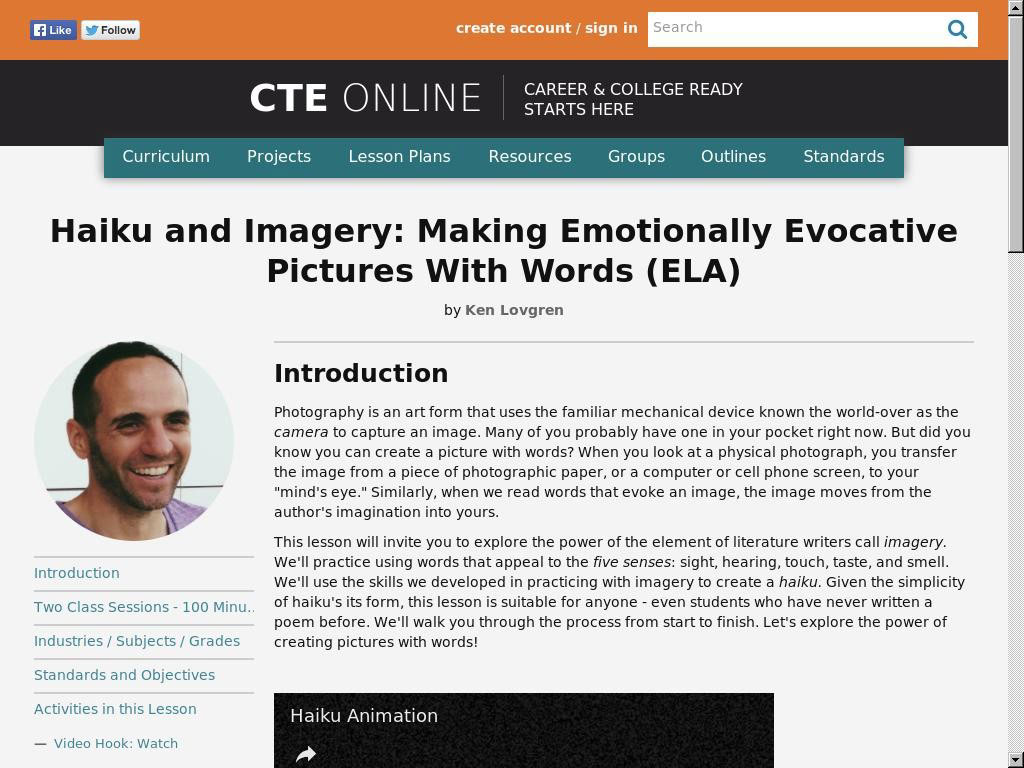 Like Follow create account / sign in Search
CTE ONLINE
CAREER & COLLEGE READY
STARTS HERE
Curriculum Projects Lesson Plans Resources Groups Outlines Standards
Haiku and Imagery: Making Emotionally Evocative
Pictures With Words (ELA)
by Ken Lovgren
Introduction
Photography is an art form that uses the familiar mechanical device known the world-over as the
camera to capture an image. Many of you probably have one in your pocket right now. But did you
know you can create a picture with words? When you look at a physical photograph, you transfer
the image from a piece of photographic paper, or a computer or cell phone screen, to your
"mind's eye." Similarly, when we read words that evoke an image, the image moves from the
author's imagination into yours.
This lesson will invite you to explore the power of the element of literature writers call imagery.
We'll practice using words that appeal to the five senses: sight, hearing, touch, taste, and smell.
We'll use the skills we developed in practicing with imagery to create a haiku. Given the simplicity
of haiku's its form, this lesson is suitable for anyone - even students who have never written a
poem before. We'll walk you through the process from start to finish. Let's explore the power of
creating pictures with words!
Haiku Animation
Introduction
Two Class Sessions - 100 Minu..
Industries / Subjects / Grades
Standards and Objectives
Activities in this Lesson
— Video Hook: Watch